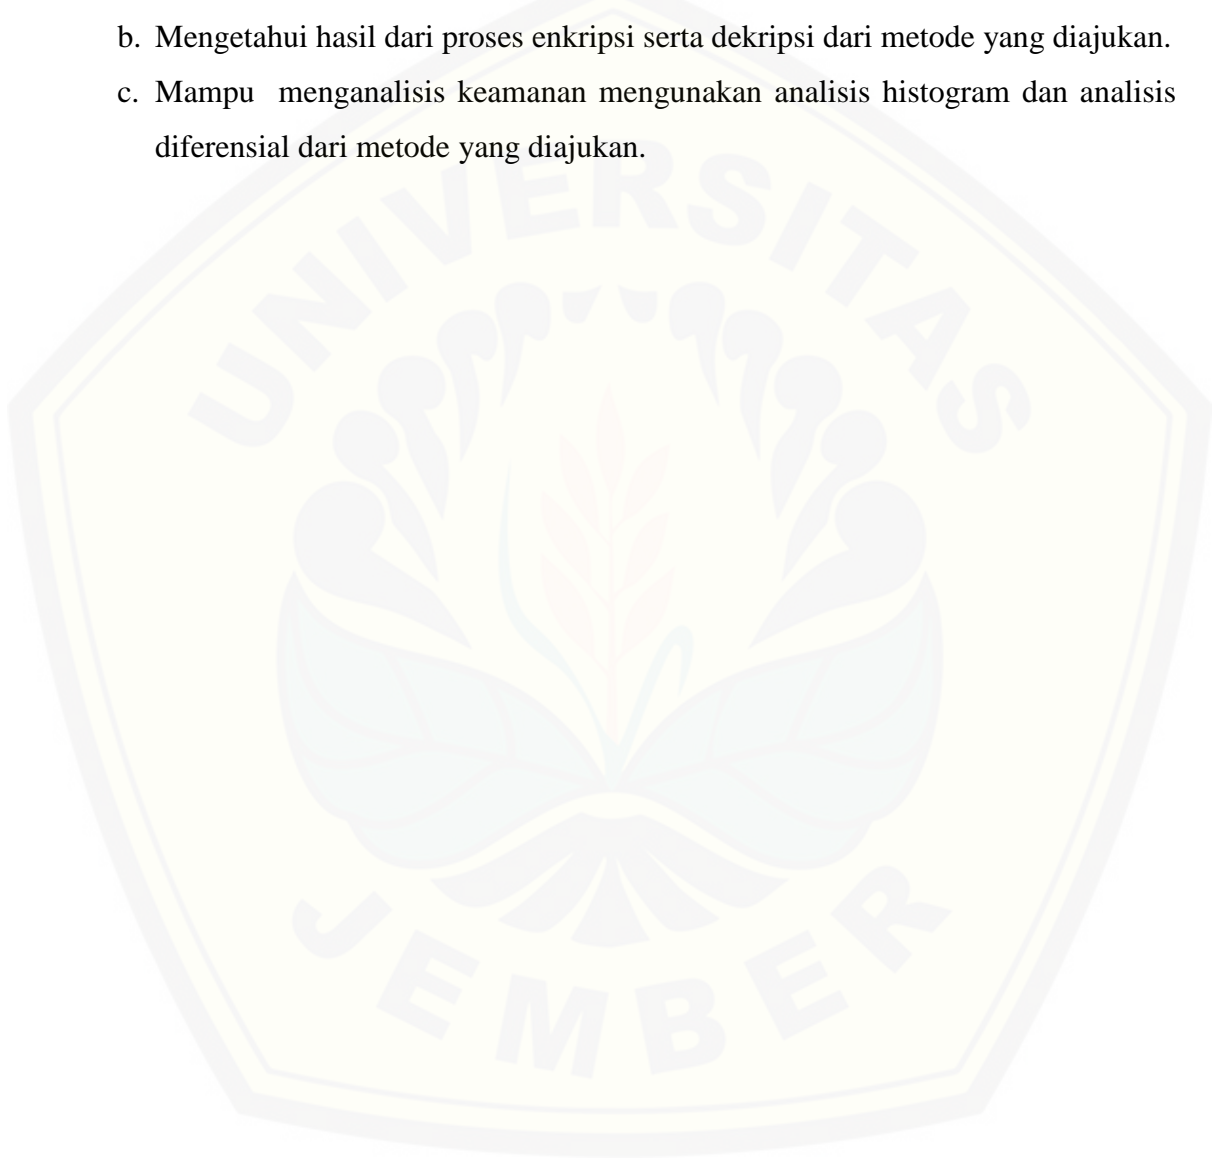 b. Mengetahui hasil dari proses enkripsi serta dekripsi dari metode yang diajukan.
c. Mampu menganalisis keamanan mengunakan analisis histogram dan analisis
diferensial dari metode yang diajukan.
UNIVERSITAS
JEMBER